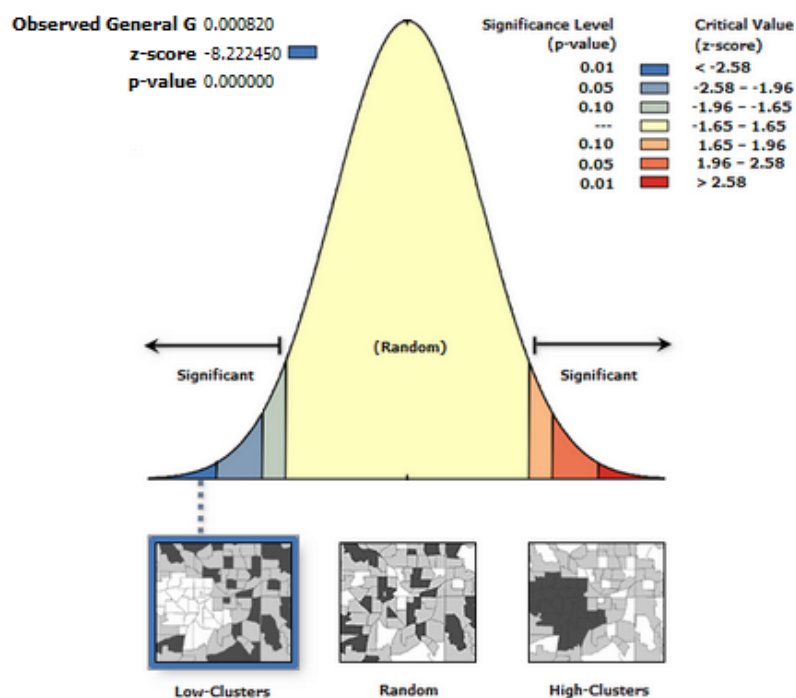 Observed General G 0.000820
z-score -8.222450
p-value 0.000000
Significance Level
(p-value)
Critical Value
(z-score)
0.01 < -2.58
0.05 -2.58 – -1.96
0.10 -1.96 – -1.65
--- -1.65 – 1.65
0.10 1.65 – 1.96
0.05 1.96 – 2.58
0.01 > 2.58
(Random)
Significant
Significant
Low-Clusters
Random
High-Clusters